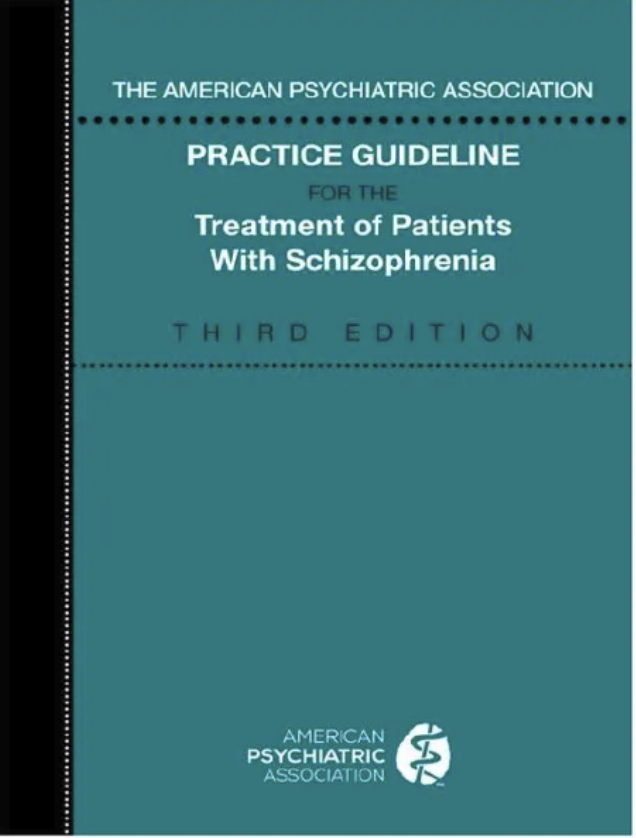 THE AMERICAN PSYCHIATRIC ASSOCIATION
PRACTICE GUIDELINE
FOR THE
Treatment of Patients
With Schizophrenia
THIRD EDITION
AMERICAN
PSYCHIATRIC
ASSOCIATION